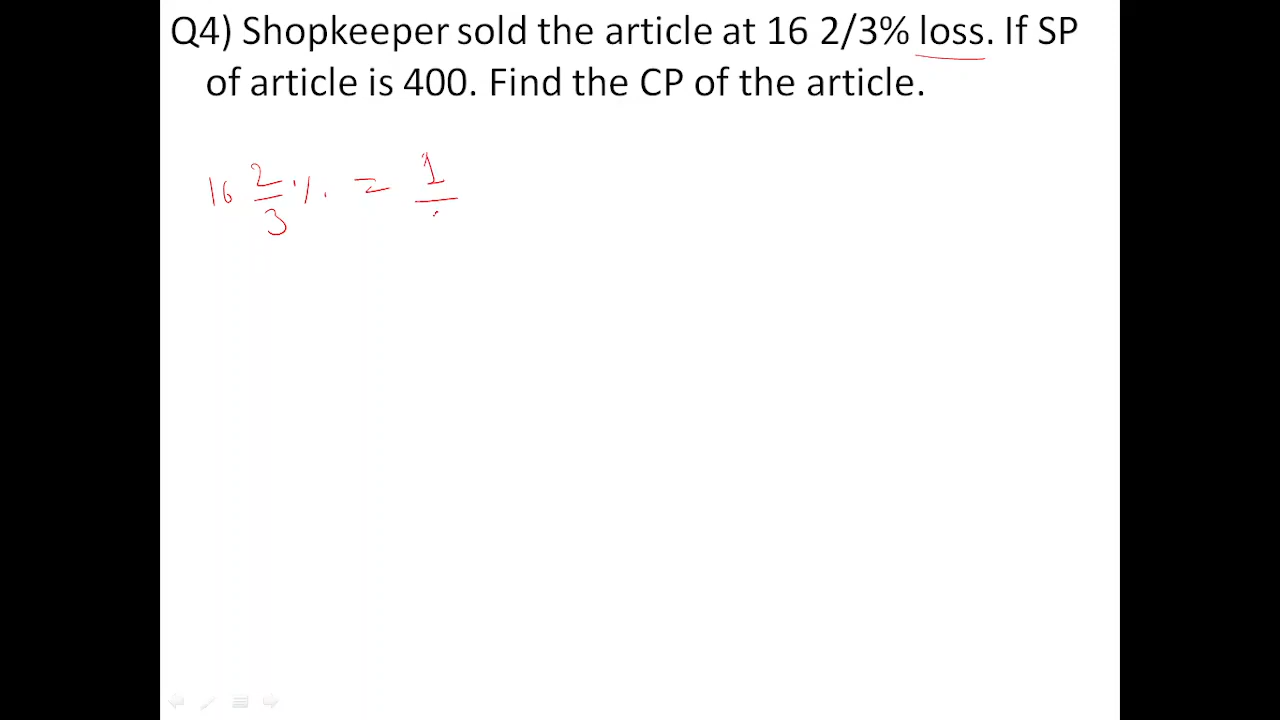 Q4) Shopkeeper sold the article at 16 2/3% loss. If SP
of article is 400. Find the CP of the article.
16 2/3 % = 1